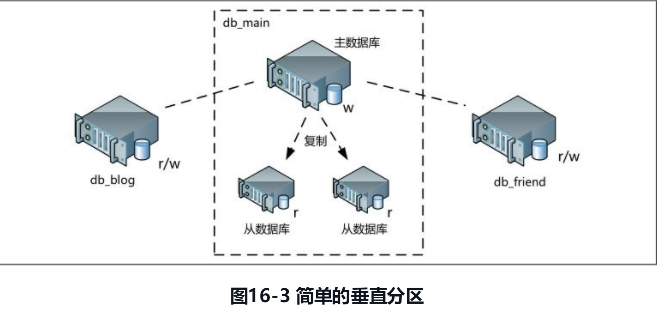 db_main
主数据库
w
复制
r/w
db_blog
r/w
db_friend
r
从数据库
r
从数据库
图16-3 简单的垂直分区